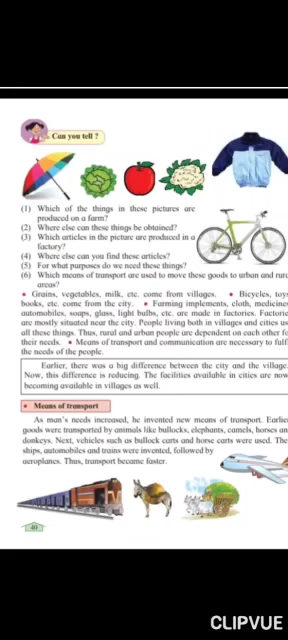 Can you tell ?
(1) Which of the things in these pictures are
produced on a farm?
(2) Where else can these things be obtained?
(3) Which articles in the picture are produced in a
factory?
(4) Where else can you find these articles?
(5) For what purposes do we need these things?
(6) Which means of transport are used to move these goods to urban and rura
areas?
• Grains, vegetables, milk, etc. come from villages. • Bicycles, toys
books, etc. come from the city. • Farming implements, cloth, medicine
automobiles, soaps, glass, light bulbs, etc. are made in factories. Factorie
are mostly situated near the city. People living both in villages and cities us
all these things. Thus, rural and urban people are dependent on each other fo
their needs. • Means of transport and communication are necessary to fulfi
the needs of the people.
Earlier, there was a big difference between the city and the village.
Now, this difference is reducing. The facilities available in cities are now
becoming available in villages as well.
• Means of transport
As man's needs increased, he invented new means of transport. Earlie
goods were transported by animals like bullocks, elephants, camels, horses an
donkeys. Next, vehicles such as bullock carts and horse carts were used. The
ships, automobiles and trains were invented, followed by
aeroplanes. Thus, transport became faster.
40
CLIPVUE